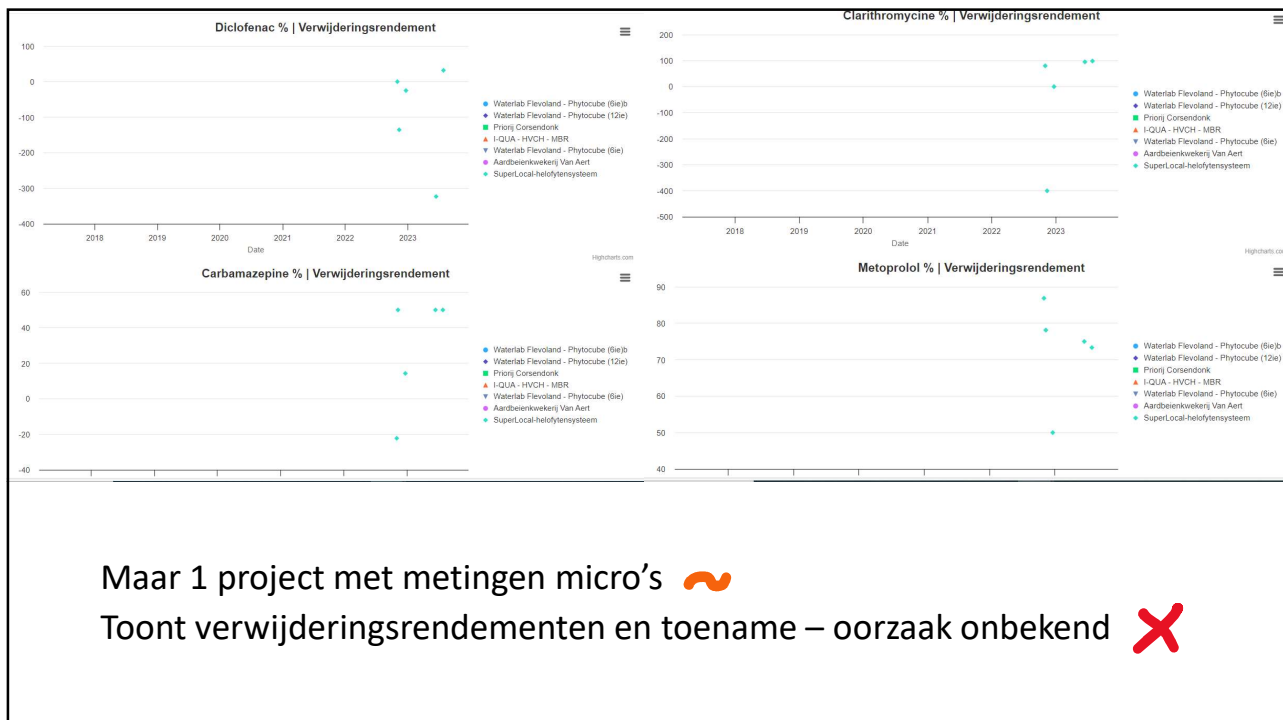 Diclofenac % | Verwijderingsrendement
100
0
-100
-200
-300
-400
2018 2019 2020 2021 2022 2023
Date
Waterlab Flevoland - Phytocube (6ie)b
Waterlab Flevoland - Phytocube (12ie)
Priorij Corsendonk
I-QUA - HVCH - MBR
Waterlab Flevoland - Phytocube (6ie)
Aardbeienkwekerij Van Aert
SuperLocal-helofytensysteem
Highcharts.com
Clarithromycine % | Verwijderingsrendement
200
100
0
-100
-200
-300
-400
-500
2018 2019 2020 2021 2022 2023
Date
Waterlab Flevoland - Phytocube (6ie)b
Waterlab Flevoland - Phytocube (12ie)
Priorij Corsendonk
I-QUA - HVCH - MBR
Waterlab Flevoland - Phytocube (6ie)
Aardbeienkwekerij Van Aert
SuperLocal-helofytensysteem
Highcharts.co
Carbamazepine % | Verwijderingsrendement
60
40
20
0
-20
-40
Waterlab Flevoland - Phytocube (6ie)b
Waterlab Flevoland - Phytocube (12ie)
Priorij Corsendonk
I-QUA - HVCH - MBR
Waterlab Flevoland - Phytocube (6ie)
Aardbeienkwekerij Van Aert
SuperLocal-helofytensysteem
Metoprolol % | Verwijderingsrendement
90
80
70
60
50
40
Waterlab Flevoland - Phytocube (6ie)b
Waterlab Flevoland - Phytocube (12ie)
Priorij Corsendonk
I-QUA - HVCH - MBR
Waterlab Flevoland - Phytocube (6ie)
Aardbeienkwekerij Van Aert
SuperLocal-helofytensysteem
Maar 1 project met metingen micro’s
Toont verwijderingsrendementen en toename – oorzaak onbekend